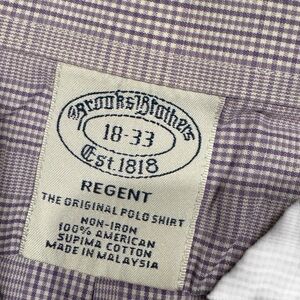 Brooks Brothers
18-33
Est. 1818
REGENT
THE ORIGINAL POLO SHIRT
NON-IRON
100% AMERICAN
SUPIMA COTTON
MADE IN MALAYSIA